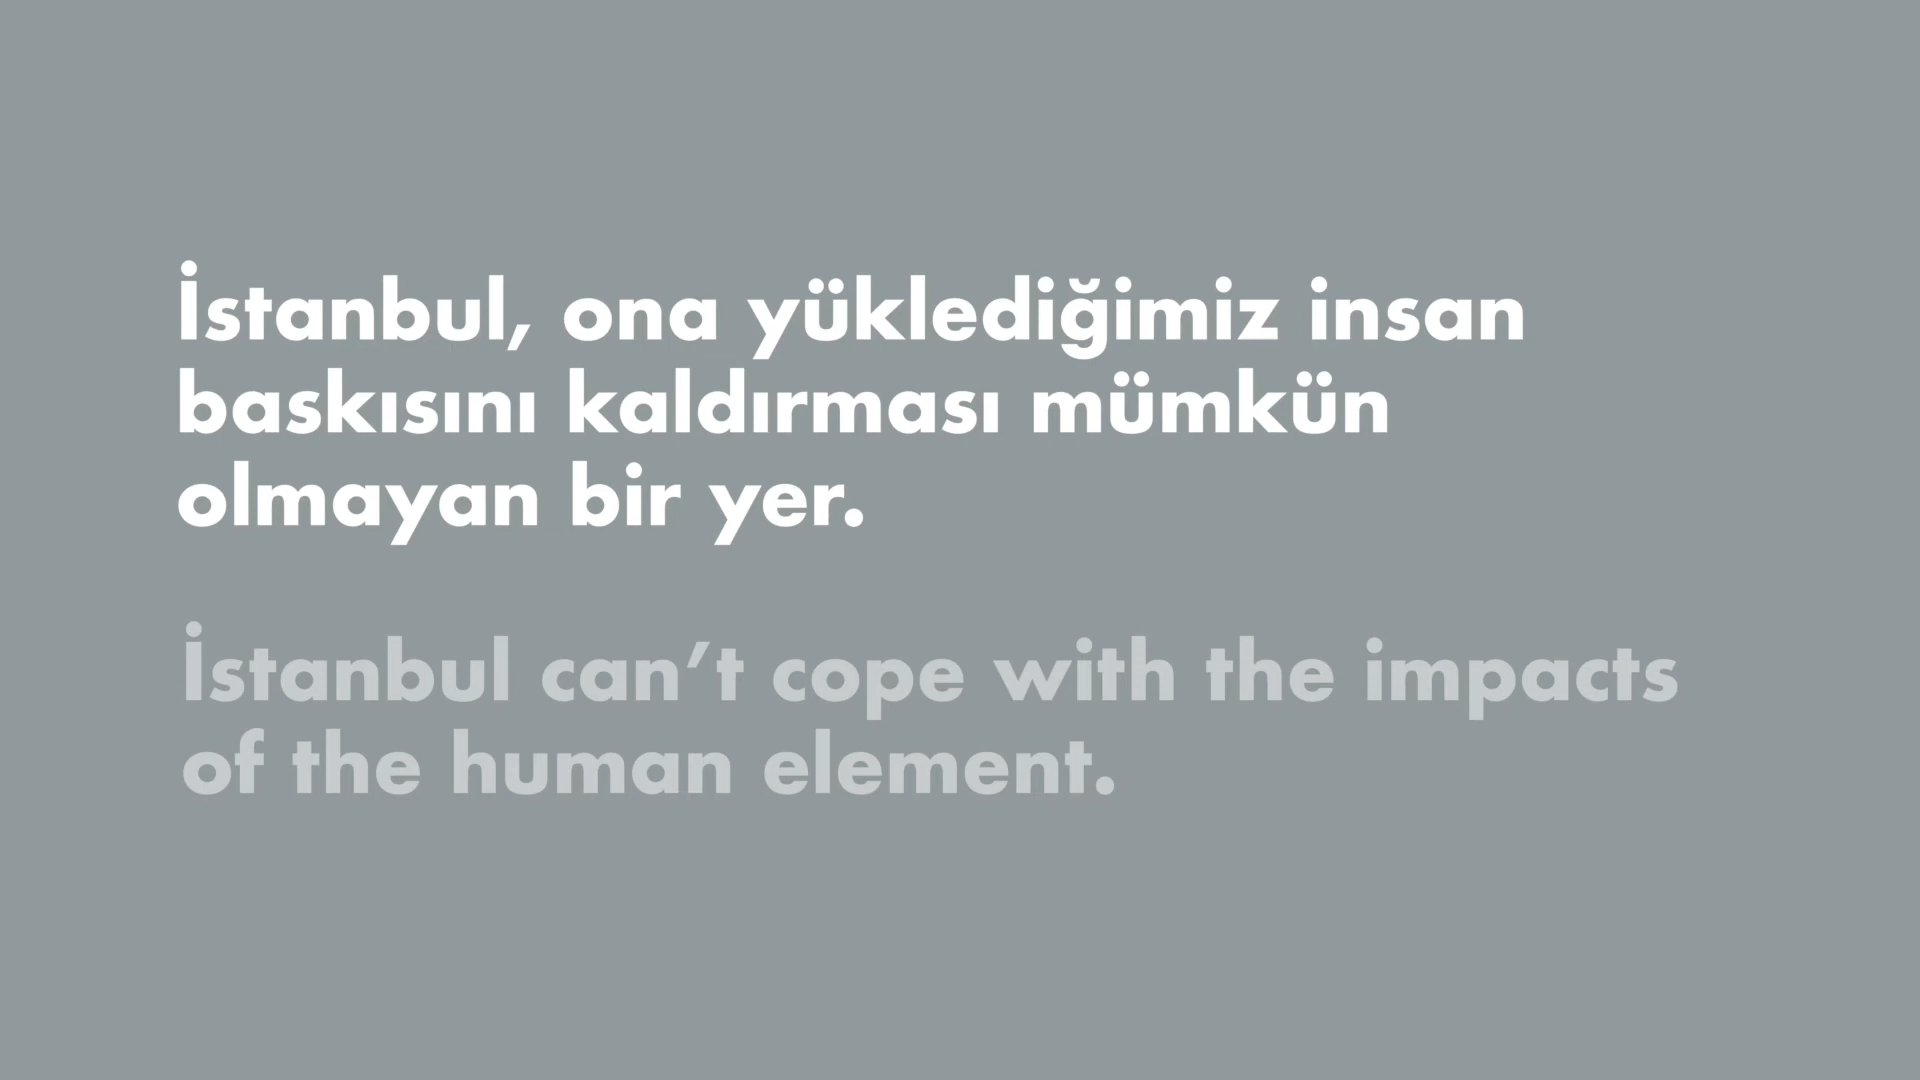 İstanbul, ona yüklediğimiz insan
baskısını kaldırması mümkün
olmayan bir yer.
İstanbul can’t cope with the impacts
of the human element.